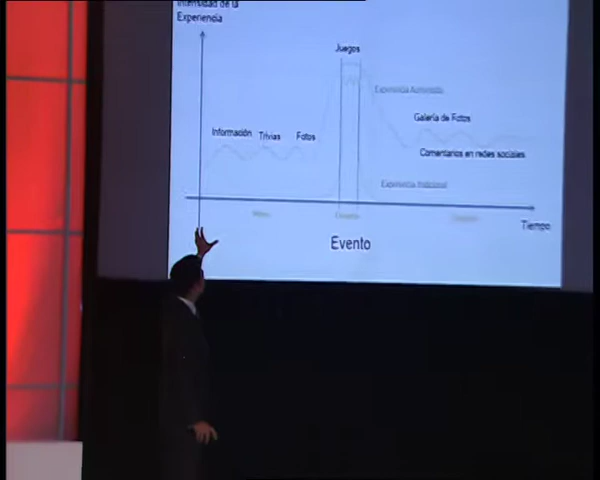 Intensidad de la
Experiencia
Juegos
Experiencia Aumentada
Galería de Fotos
Información
Trivias
Fotos
Comentarios en redes sociales
Experiencia tradicional
Tiempo
Evento